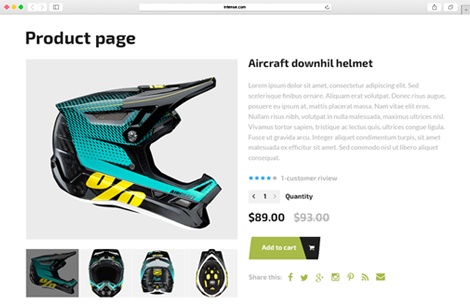 intense.com
Product page
Aircraft downhil helmet
Lorem ipsum dolor sit amet, consectetur adipiscing elit. Sed
scelerisque finibus ornare. Aliquam erat volutpat. Donec risus augue,
posuere ut pretium at, mattis placerat massa. Nam vitae elit eros.
Nullam risus nibh, volutpat in nulla malesuada, maximus ultrices nisl.
Vivamus tortor sapien, tristique ac lectus quis, ultrices congue ligula.
Fusce ut gravida arcu. Integer aliquet condimentum turpis, sit amet
malesuada ex efficitur sit amet. Sed commodo nisi ut libero aliquet
consequat.
1-customer riview
1 Quantity
$89.00 $93.00
Add to cart
Share this: